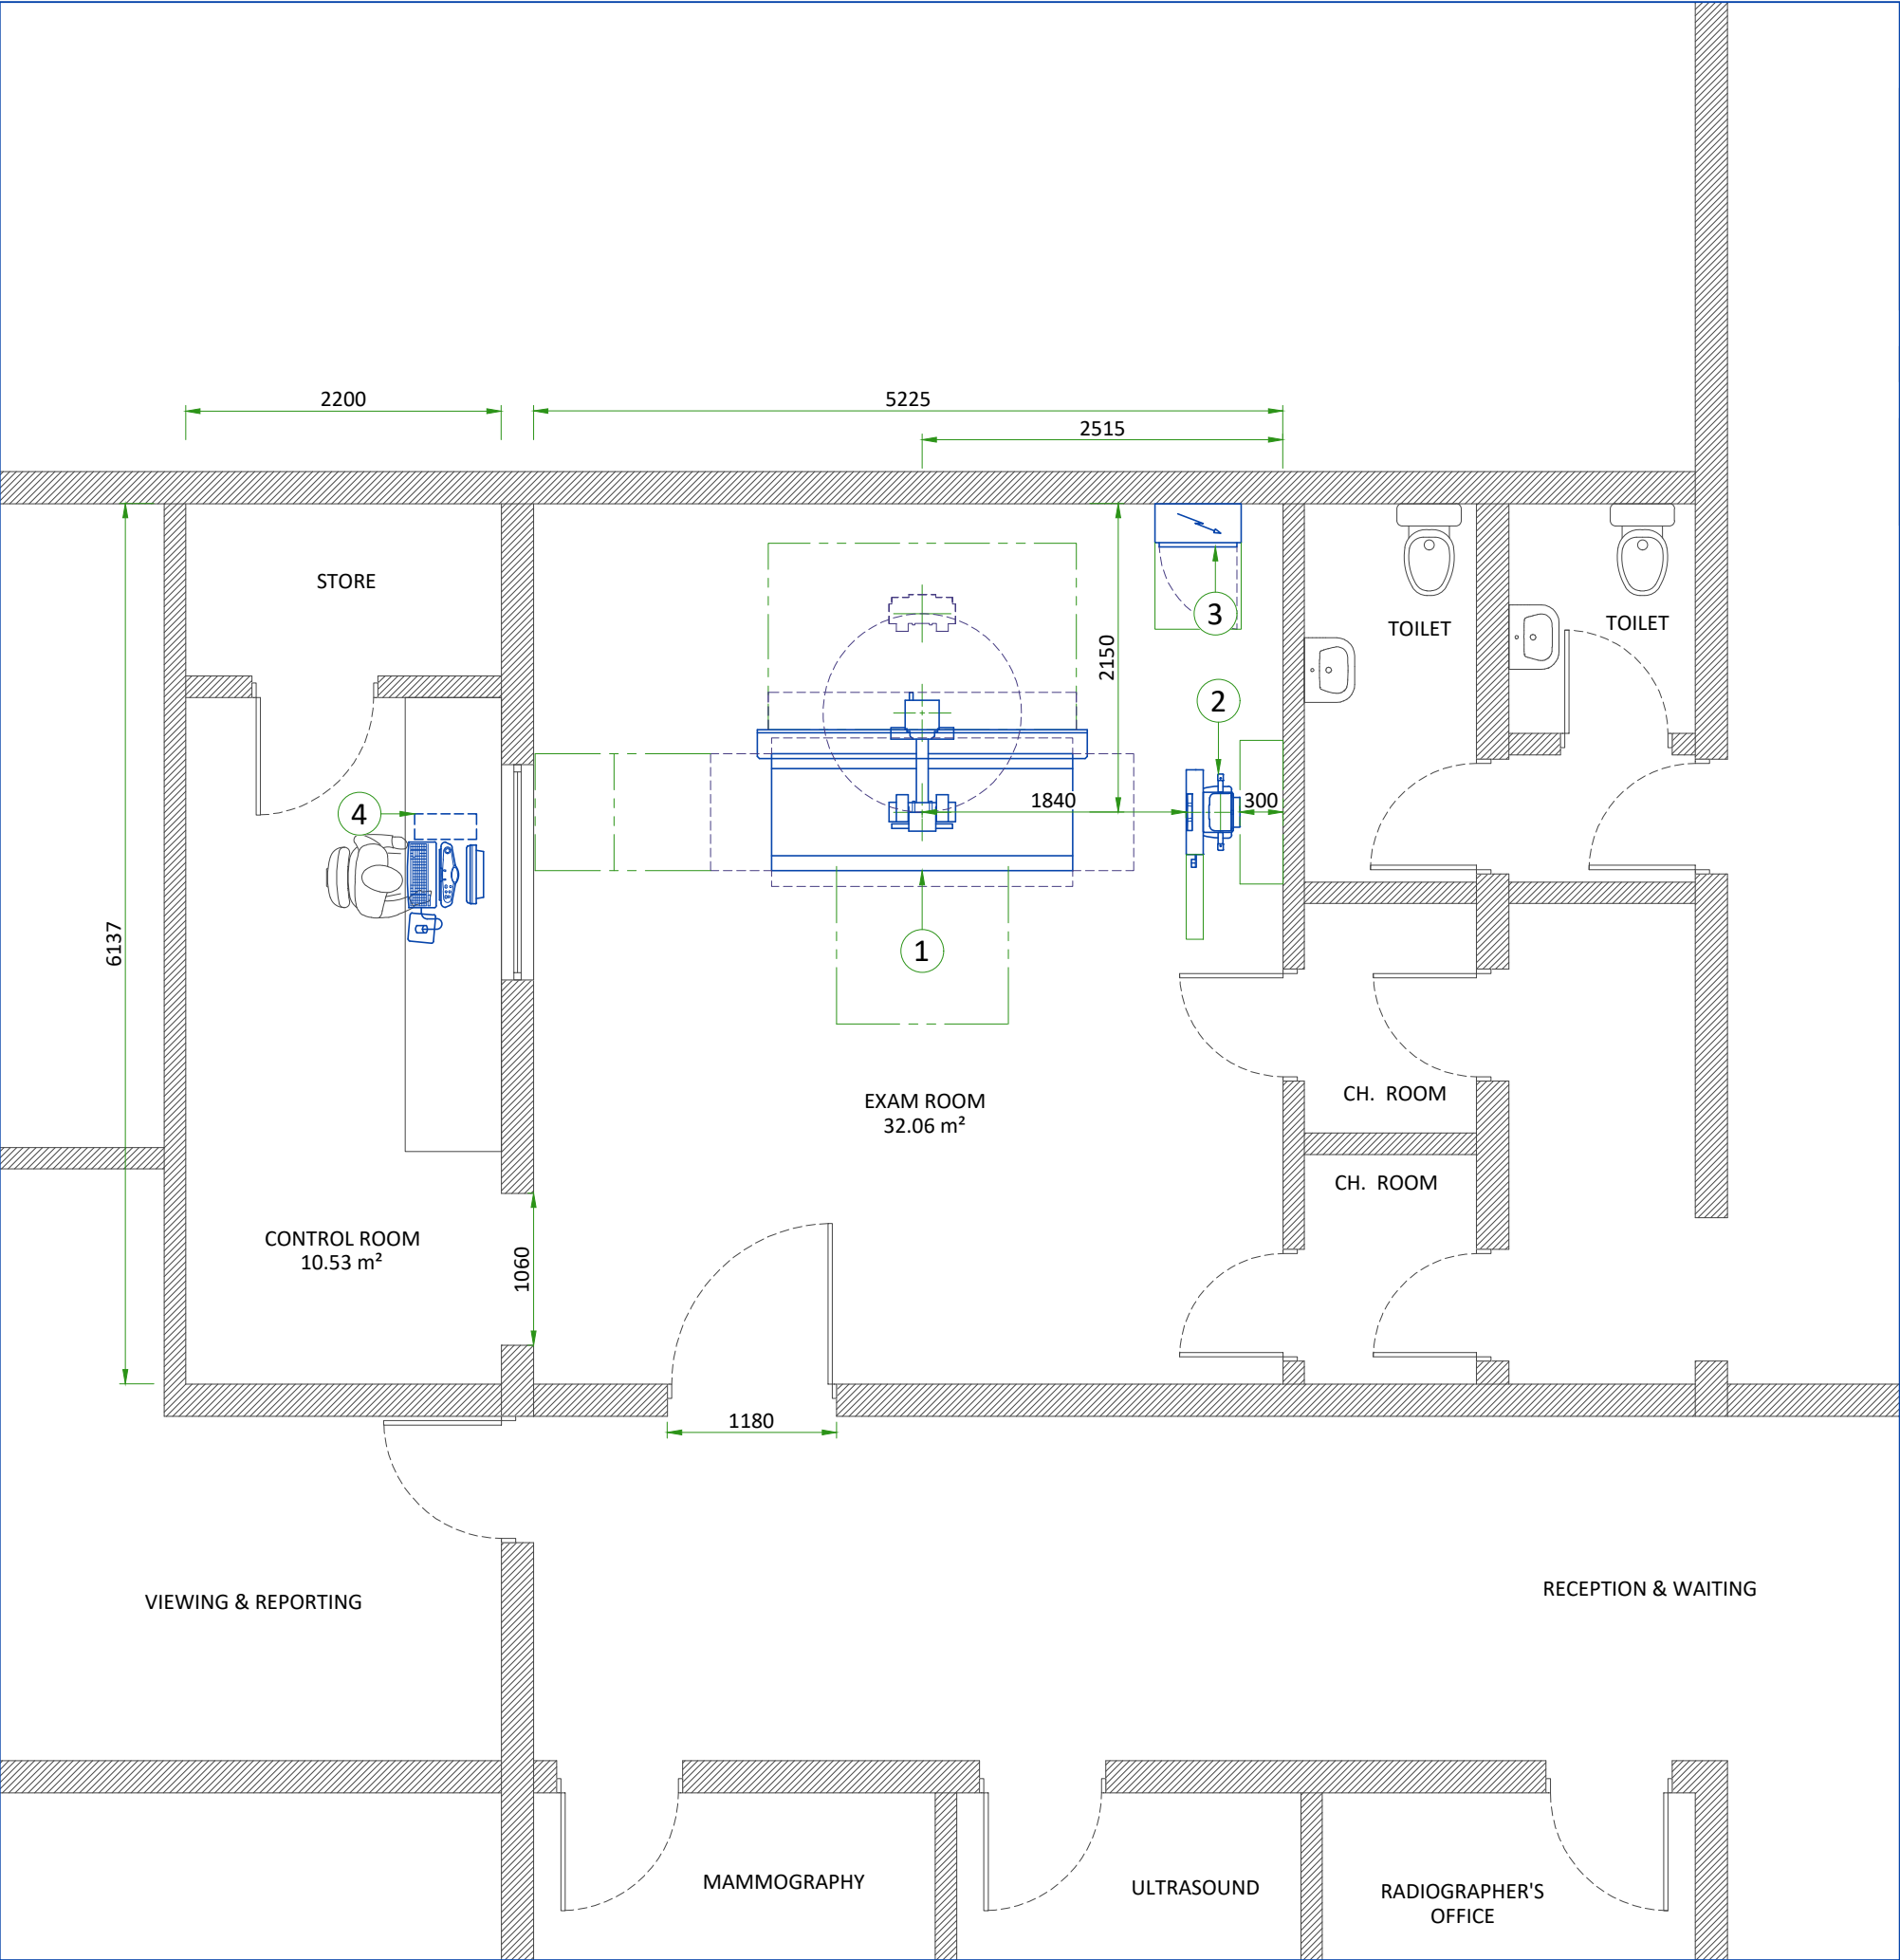 2200
5225
2515
STORE
3
TOILET
TOILET
2150
2
4
1840
300
6137
1
EXAM ROOM
32.06 m²
CH.  ROOM
CH.  ROOM
CONTROL ROOM
10.53 m²
1060
1180
VIEWING & REPORTING
RECEPTION & WAITING
MAMMOGRAPHY
ULTRASOUND
RADIOGRAPHER'S
OFFICE